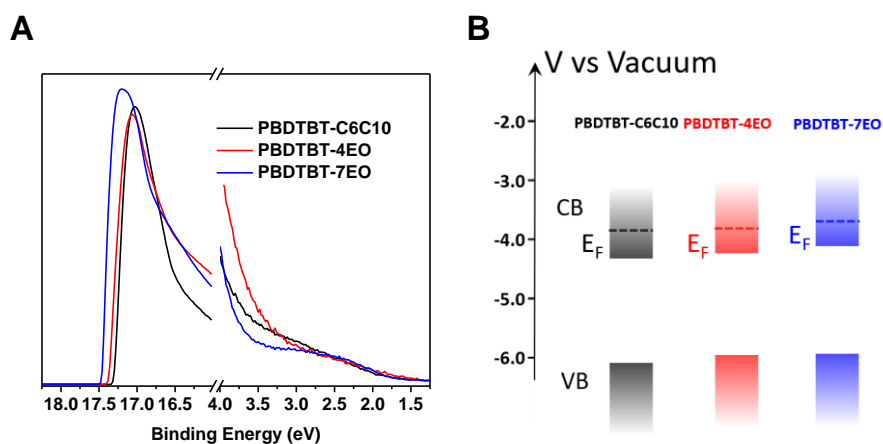 A
PBDTBT-C6C10
PBDTBT-4EO
PBDTBT-7EO
18.0 17.5 17.0 16.5 4.0 3.5 3.0 2.5 2.0 1.5
Binding Energy (eV)
B
V vs Vacuum
PBDTBT-C6C10 PBDTBT-4EO PBDTBT-7EO
-2.0
-3.0
CB
-4.0
E_F E_F E_F
-5.0
-6.0
VB